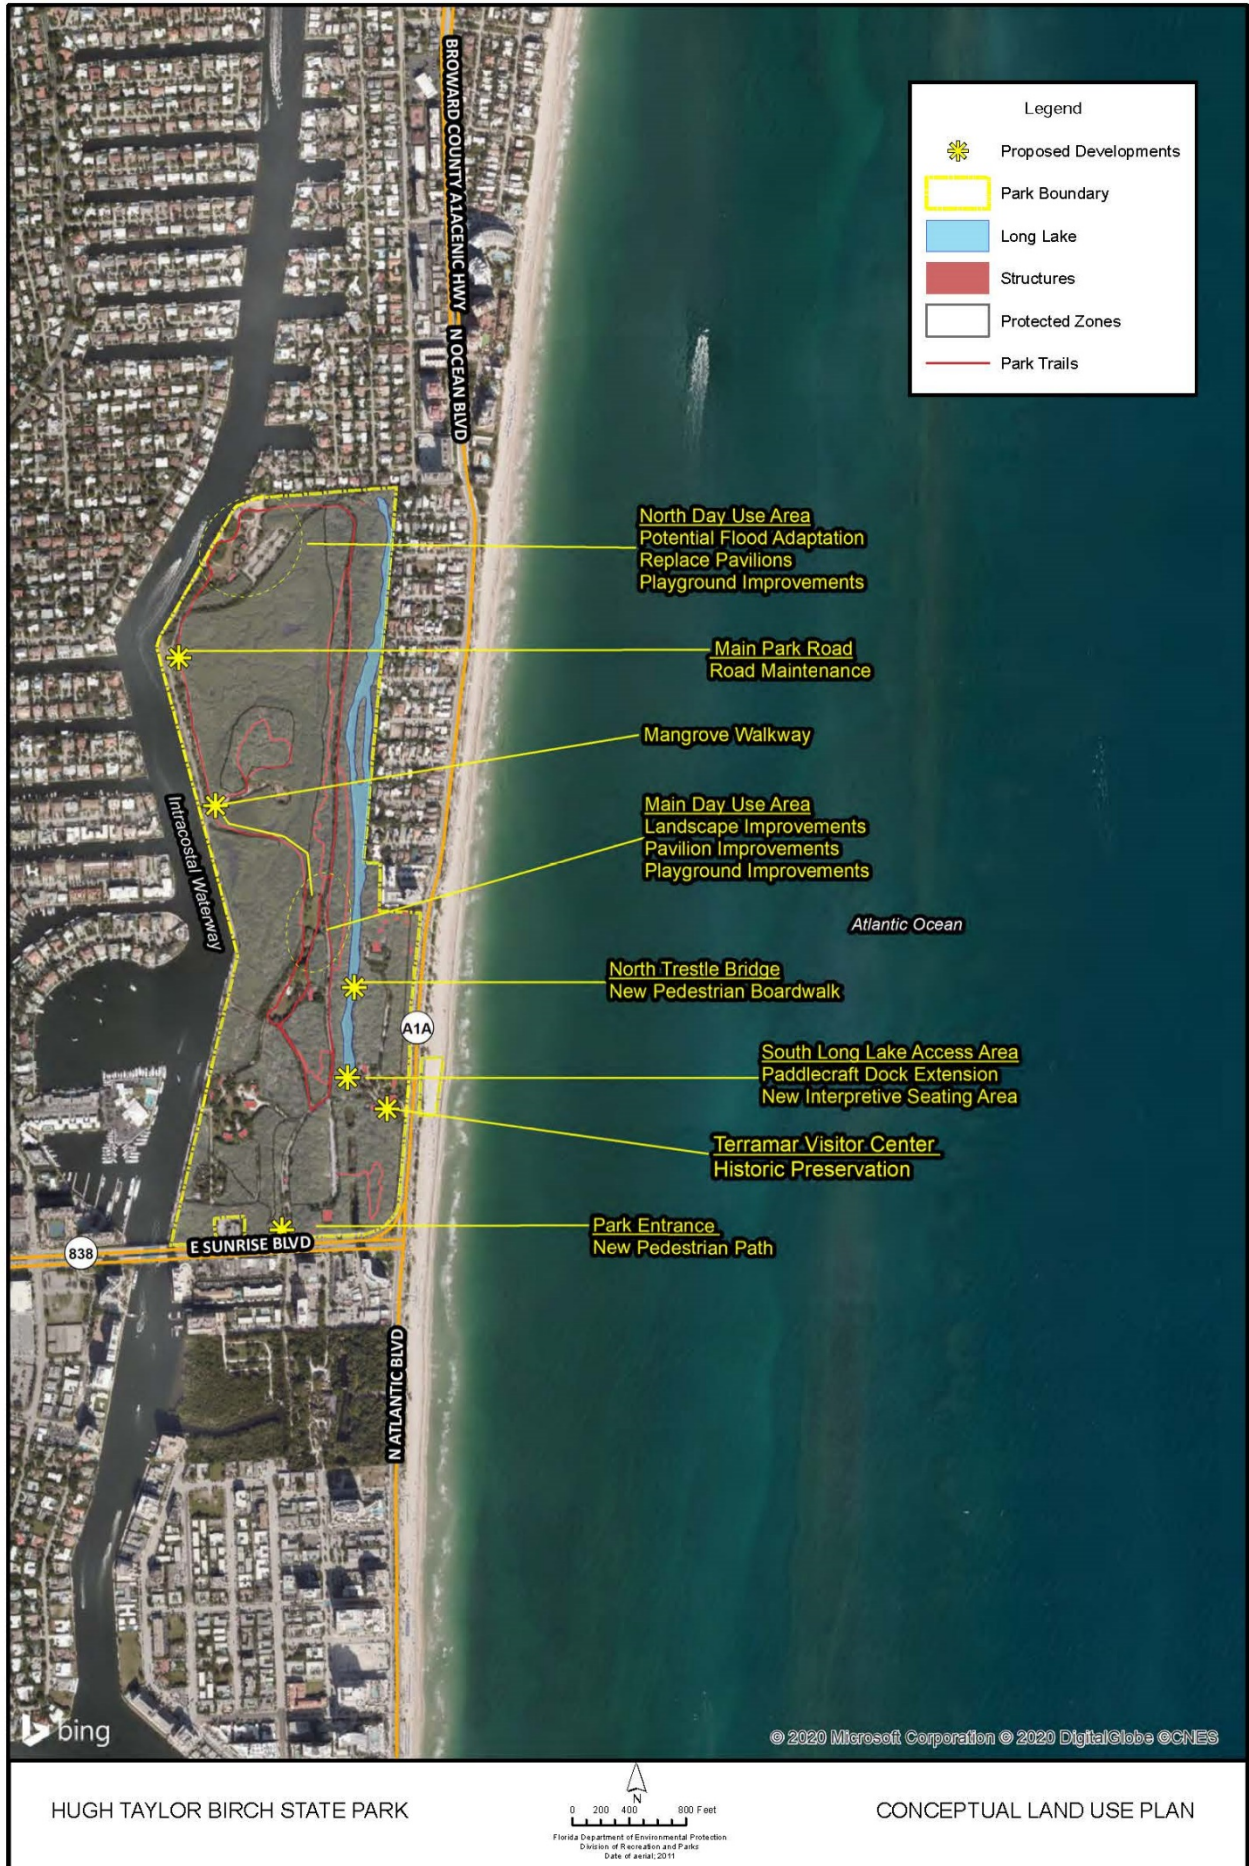 BROWARD COUNTY A1ACENIC HWY
N OCEAN BLVD
Legend
Proposed Developments
Park Boundary
Long Lake
Structures
Protected Zones
Park Trails
North Day Use Area
Potential Flood Adaptation
Replace Pavilions
Playground Improvements
Main Park Road
Road Maintenance
Mangrove Walkway
Main Day Use Area
Landscape Improvements
Pavilion Improvements
Playground Improvements
Intracostal Waterway
Atlantic Ocean
North Trestle Bridge
New Pedestrian Boardwalk
A1A
South Long Lake Access Area
Paddlecraft Dock Extension
New Interpretive Seating Area
Terramar Visitor Center
Historic Preservation
Park Entrance
New Pedestrian Path
838
E SUNRISE BLVD
N ATLANTIC BLVD
bing
© 2020 Microsoft Corporation © 2020 DigitalGlobe ©CNES
HUGH TAYLOR BIRCH STATE PARK
N
0 200 400 800 Feet
Florida Department of Environmental Protection
Division of Recreation and Parks
Date of aerial; 2011
CONCEPTUAL LAND USE PLAN